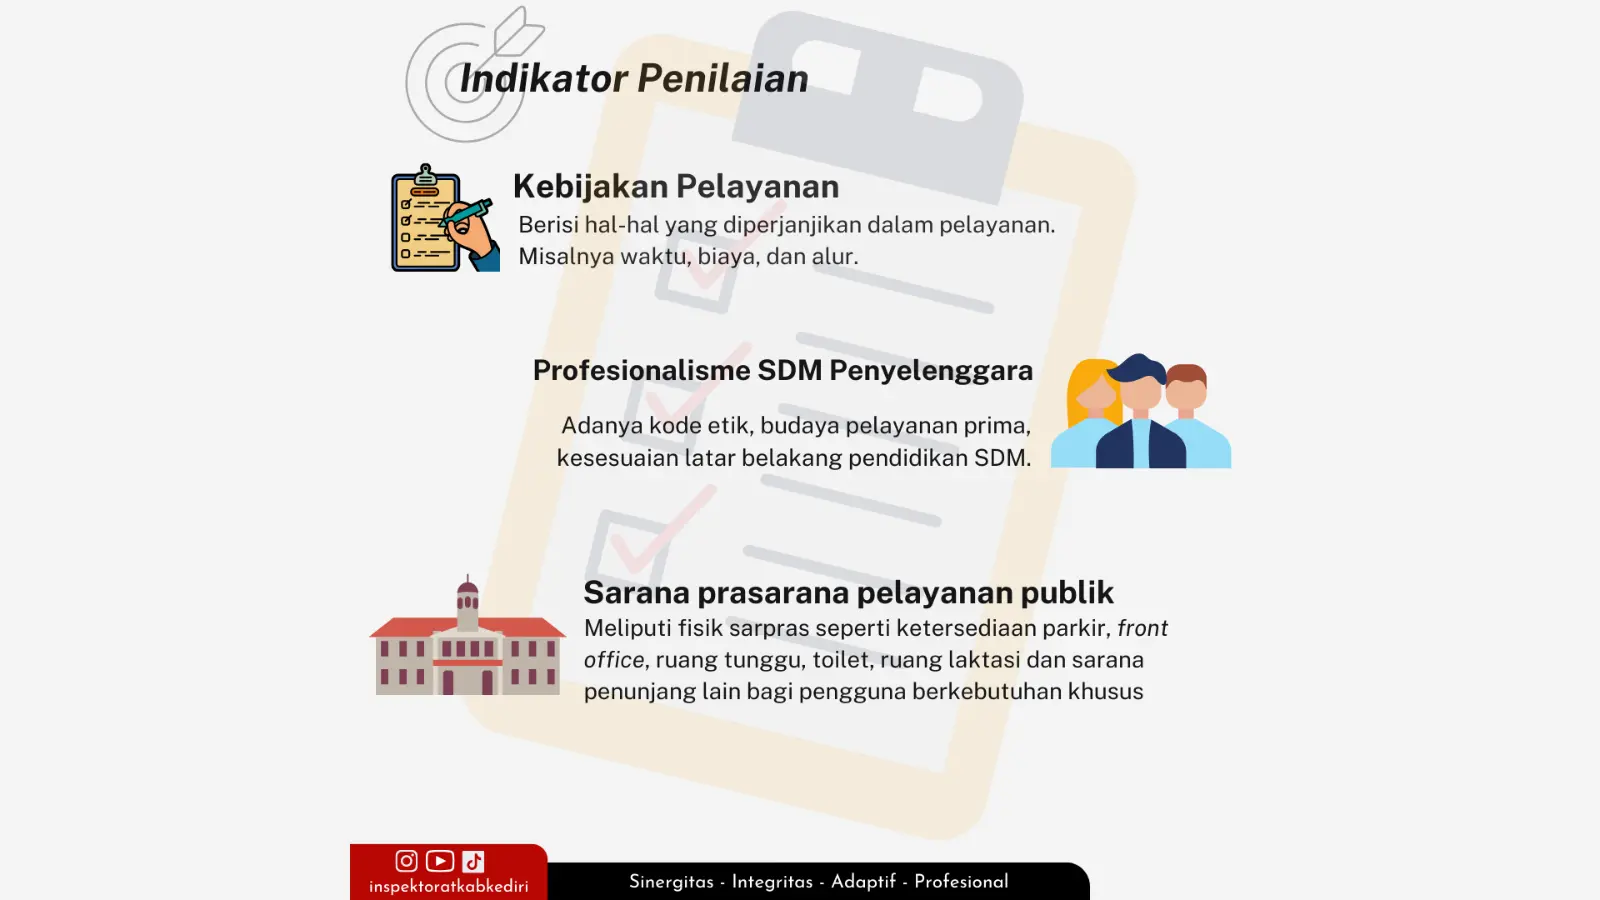 Indikator Penilaian
Kebijakan Pelayanan
Berisi hal-hal yang diperjanjikan dalam pelayanan.
Misalnya waktu, biaya, dan alur.
Profesionalisme SDM Penyelenggara
Adanya kode etik, budaya pelayanan prima,
kesesuaian latar belakang pendidikan SDM.
Sarana prasarana pelayanan publik
Meliputi fisik sarpras seperti ketersediaan parkir, front
office, ruang tunggu, toilet, ruang laktasi dan sarana
penunjang lain bagi pengguna berkebutuhan khusus
inspektoratkabkediri
Sinergitas - Integritas - Adaptif - Profesional